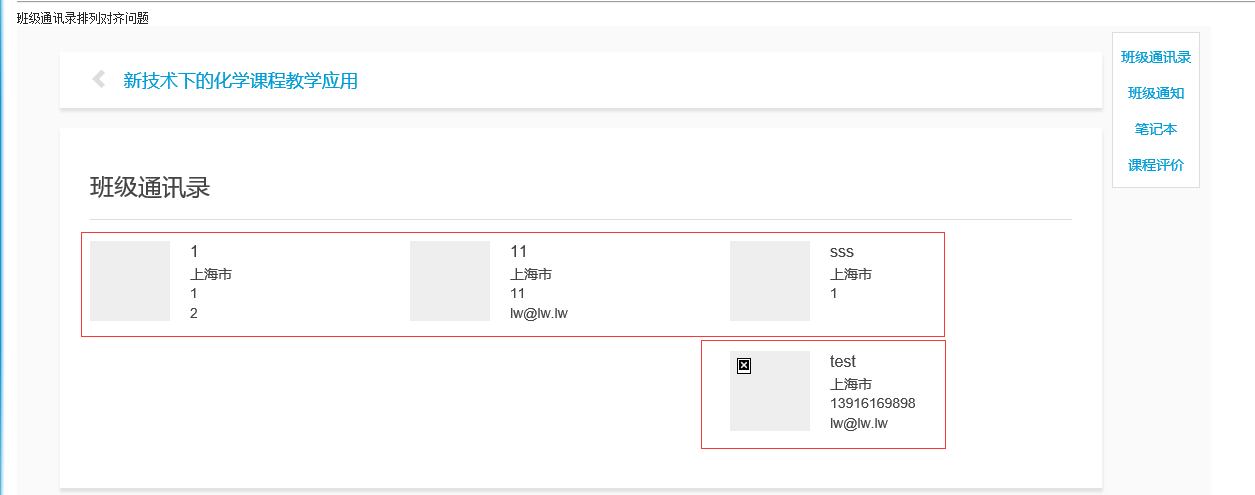 班级通讯录排列对齐问题
新技术下的化学课程教学应用
班级通讯录
班级通知
笔记本
课程评价
班级通讯录
1
上海市
1
2
11
上海市
11
lw@lw.lw
sss
上海市
1
test
上海市
13916169898
lw@lw.lw